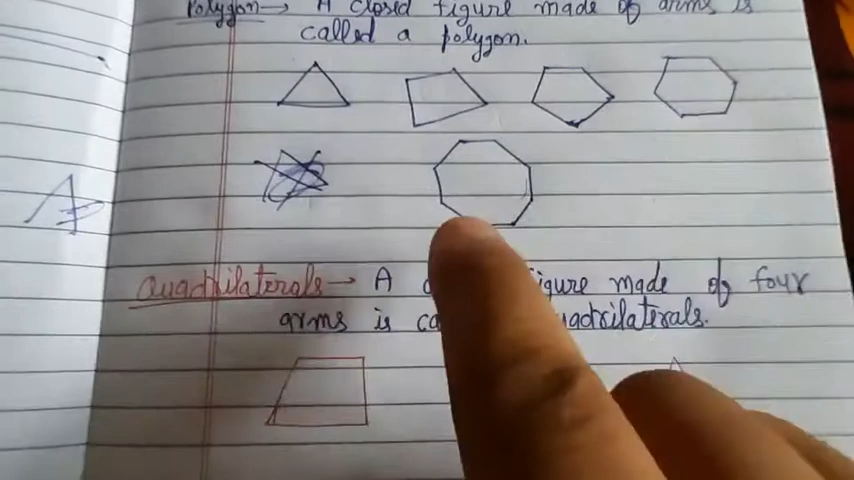 Polygon → A closed figure made of arms is
called a polygon.
Quadrilaterals → A figure made of four
arms is quadrilaterals.